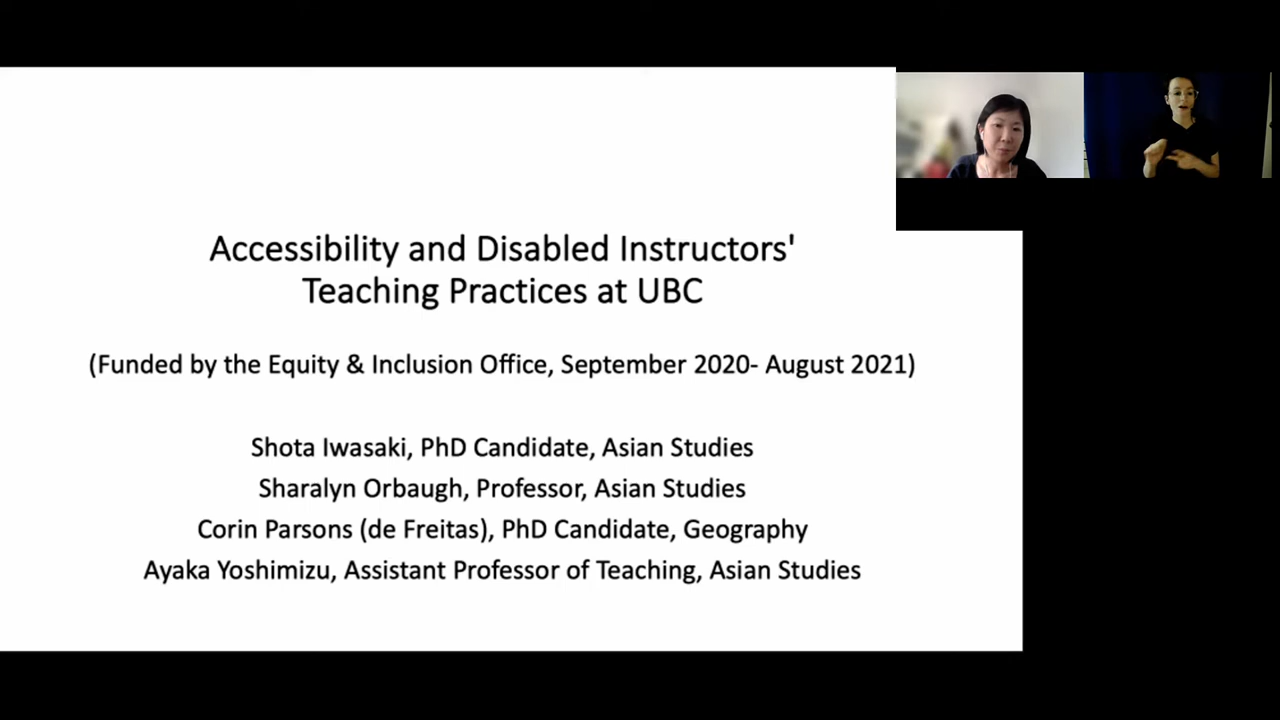 Accessibility and Disabled Instructors'
Teaching Practices at UBC
(Funded by the Equity & Inclusion Office, September 2020- August 2021)
Shota Iwasaki, PhD Candidate, Asian Studies
Sharalyn Orbaugh, Professor, Asian Studies
Corin Parsons (de Freitas), PhD Candidate, Geography
Ayaka Yoshimizu, Assistant Professor of Teaching, Asian Studies